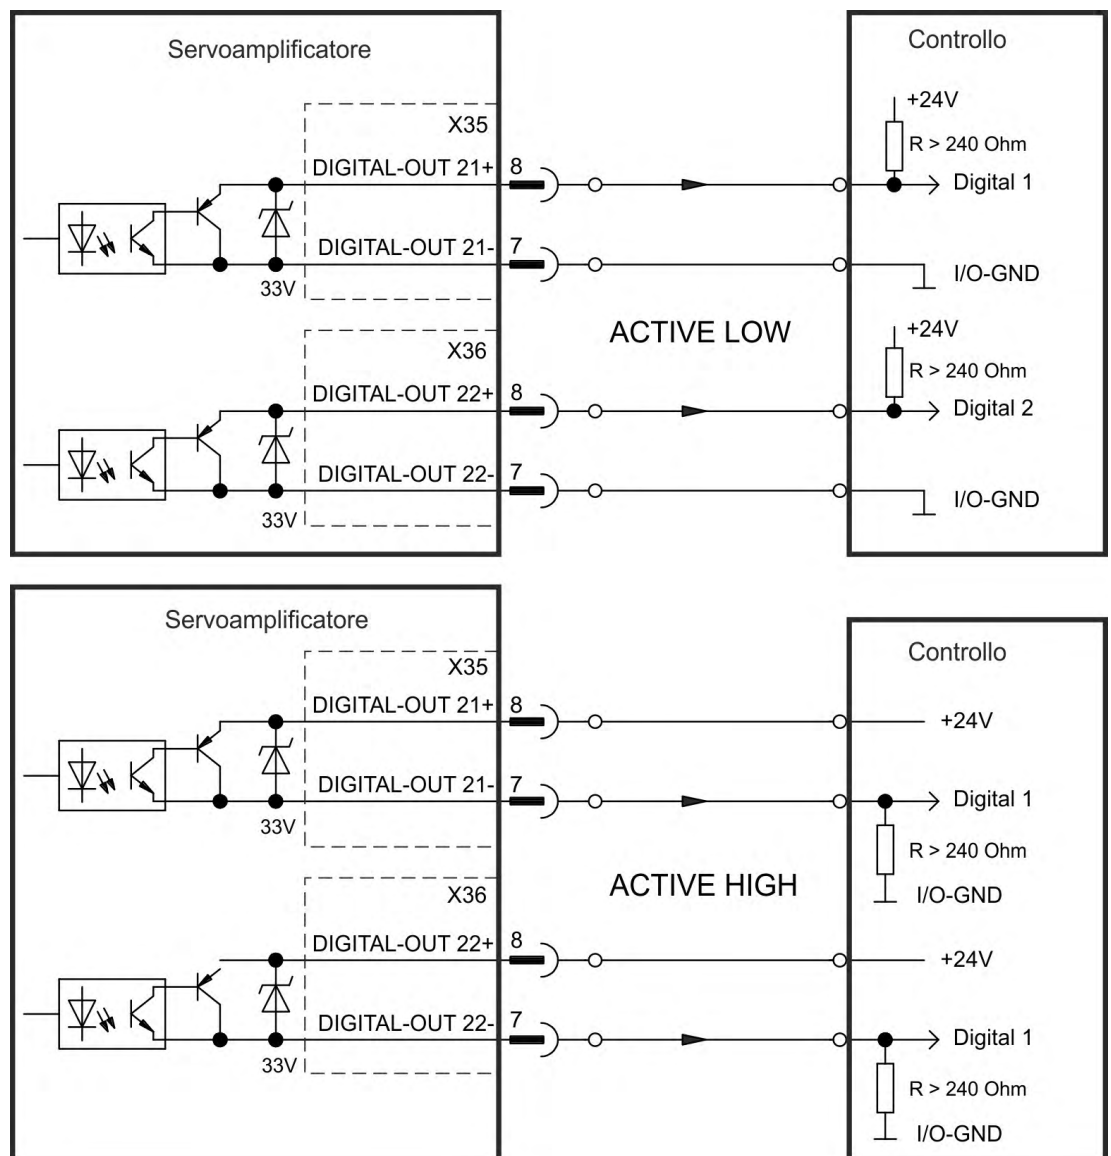 Servoamplificatore
Controllo
X35
+24V
R > 240 Ohm
DIGITAL-OUT 21+ 8
Digital 1
DIGITAL-OUT 21- 7
33V
I/O-GND
ACTIVE LOW
X36
+24V
R > 240 Ohm
DIGITAL-OUT 22+ 8
Digital 2
DIGITAL-OUT 22- 7
33V
I/O-GND
Servoamplificatore
Controllo
X35
DIGITAL-OUT 21+ 8
+24V
DIGITAL-OUT 21- 7
Digital 1
33V
R > 240 Ohm
ACTIVE HIGH
I/O-GND
X36
DIGITAL-OUT 22+ 8
+24V
DIGITAL-OUT 22- 7
Digital 1
33V
R > 240 Ohm
I/O-GND